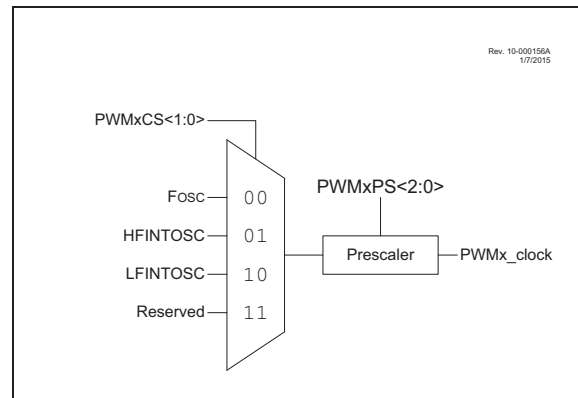 Rev. 10-000156A
1/7/2015
PWMxCS<1:0>
FOSC 00
PWMxPS<2:0>
HFINTOSC 01
Prescaler PWMx_clock
LFINTOSC 10
Reserved 11